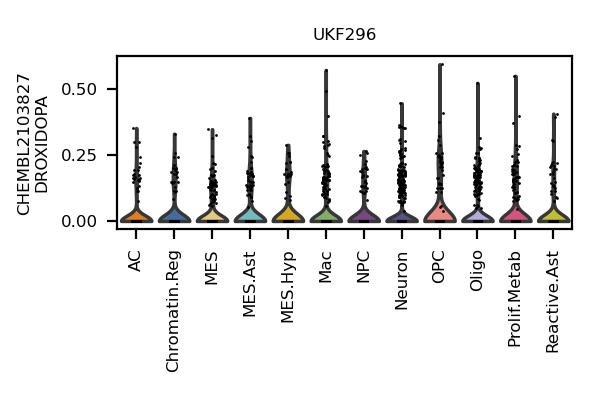 UKF296
CHEMBL2103827
DROXIDOPA
0.50
0.25
0.00
AC
Chromatin.Reg
MES
MES.Ast
MES.Hyp
Mac
NPC
Neuron
OPC
Oligo
Prolif.Metab
Reactive.Ast